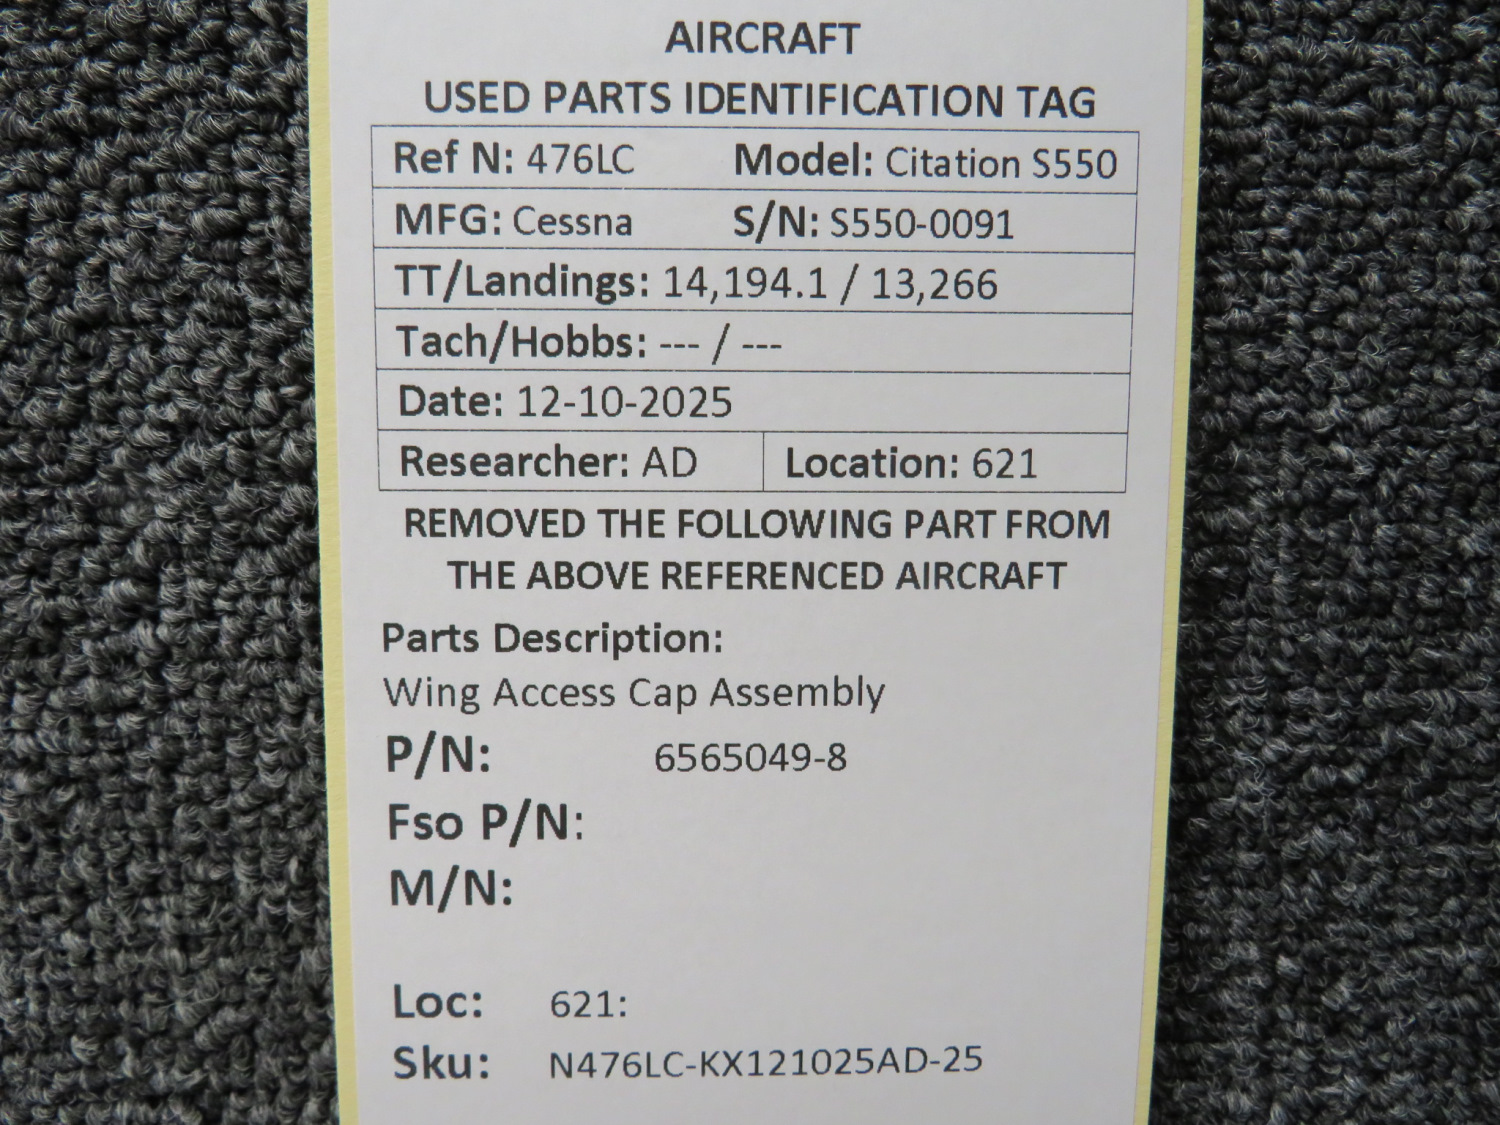 AIRCRAFT
USED PARTS IDENTIFICATION TAG
Ref N: 476LC Model: Citation S550
MFG: Cessna S/N: S550-0091
TT/Landings: 14,194.1 / 13,266
Tach/Hobbs: --- / ---
Date: 12-10-2025
Researcher: AD Location: 621
REMOVED THE FOLLOWING PART FROM
THE ABOVE REFERENCED AIRCRAFT
Parts Description:
Wing Access Cap Assembly
P/N: 6565049-8
Fso P/N:
M/N:
Loc: 621:
Sku: N476LC-KX121025AD-25